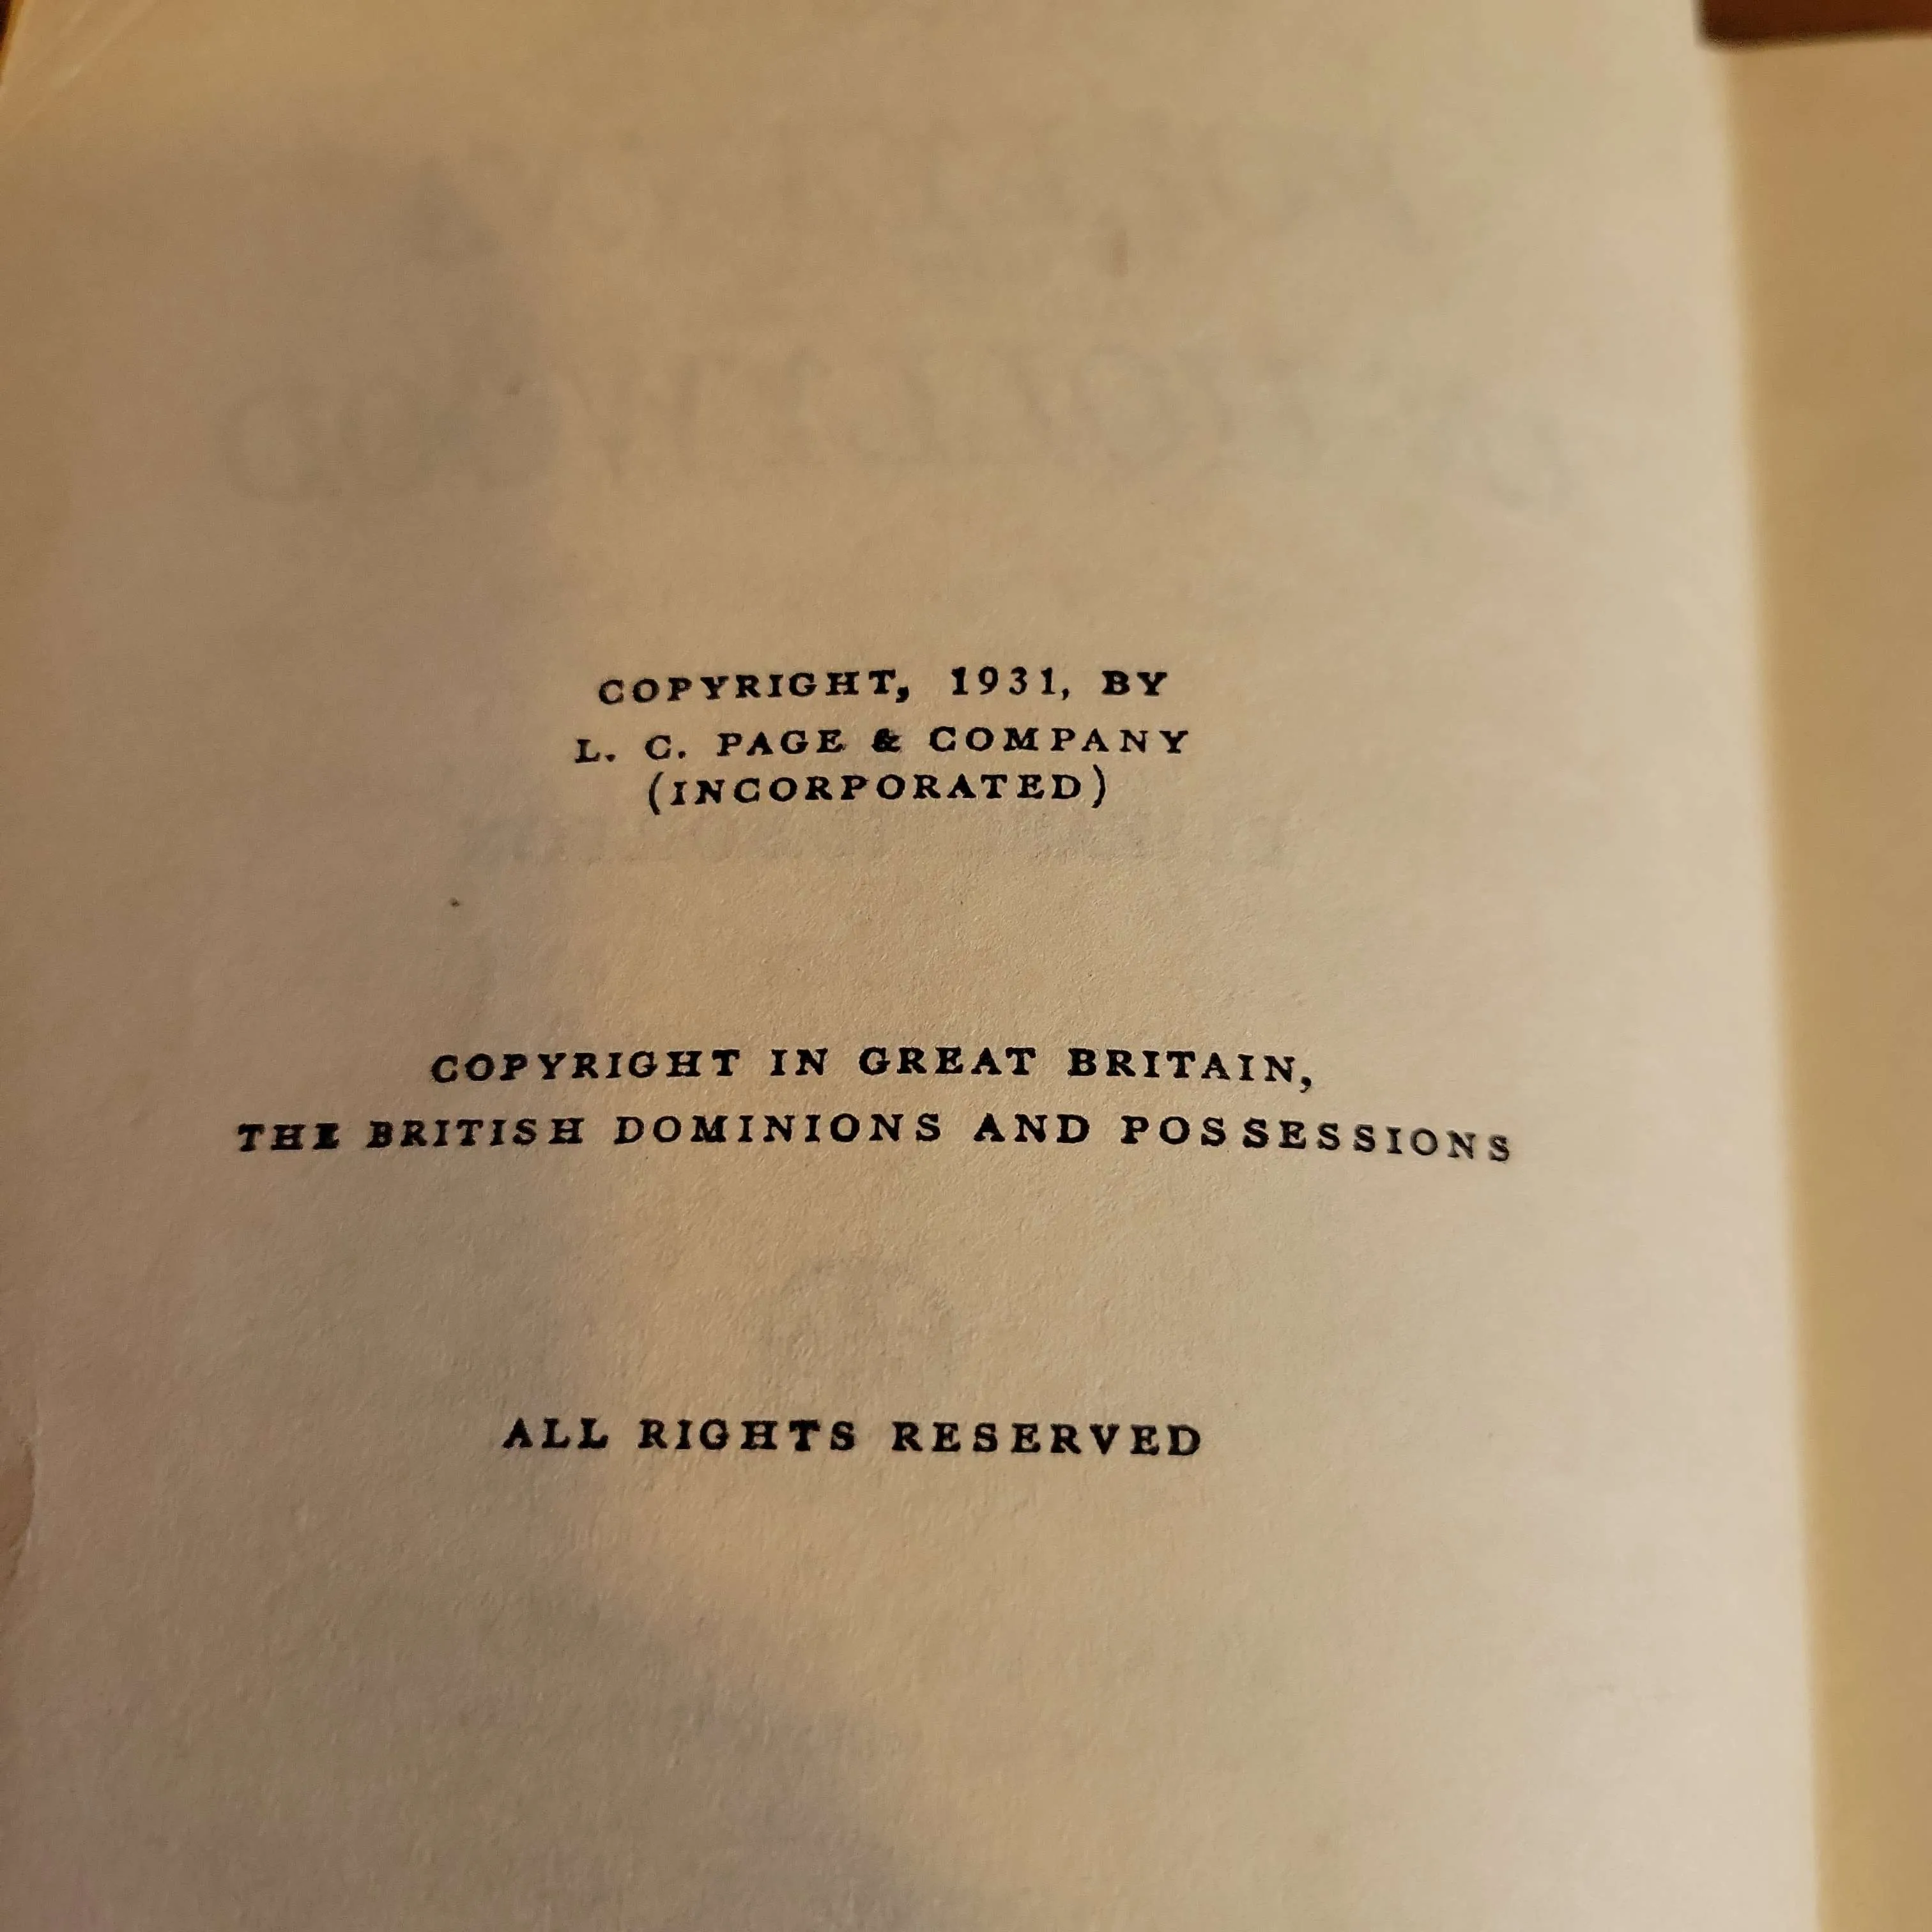 COPYRIGHT, 1931, BY
L. C. PAGE & COMPANY
(INCORPORATED)
COPYRIGHT IN GREAT BRITAIN,
THE BRITISH DOMINIONS AND POSSESSIONS
ALL RIGHTS RESERVED